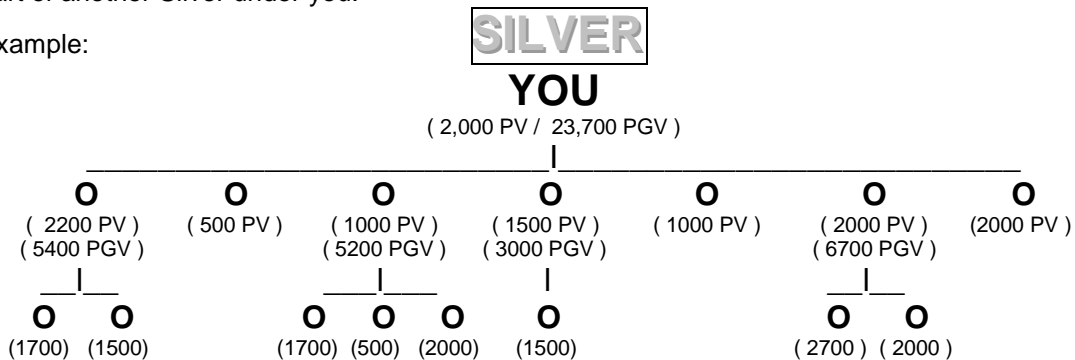 another Silver under you.
xample:
SILVER
YOU
( 2,000 PV / 23,700 PGV )
O O O O O O O
( 2200 PV ) ( 500 PV ) ( 1000 PV ) ( 1500 PV ) ( 1000 PV ) ( 2000 PV ) (2000 PV )
( 5400 PGV ) ( 5200 PGV ) ( 3000 PGV ) ( 6700 PGV )
O O O O O O O O
(1700) (1500) (1700) (500) (2000) (1500) ( 2700 ) ( 2000 )